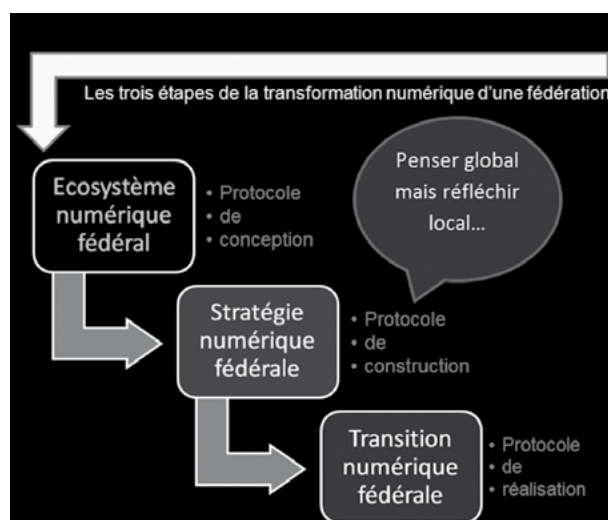 Les trois étapes de la transformation numérique d'une fédération
Penser global
mais réfléchir
local...
Ecosystème
numérique
fédéral
• Protocole
• de
• conception
Stratégie
numérique
fédérale
• Protocole
• de
• construction
Transition
numérique
fédérale
• Protocole
• de
• réalisation